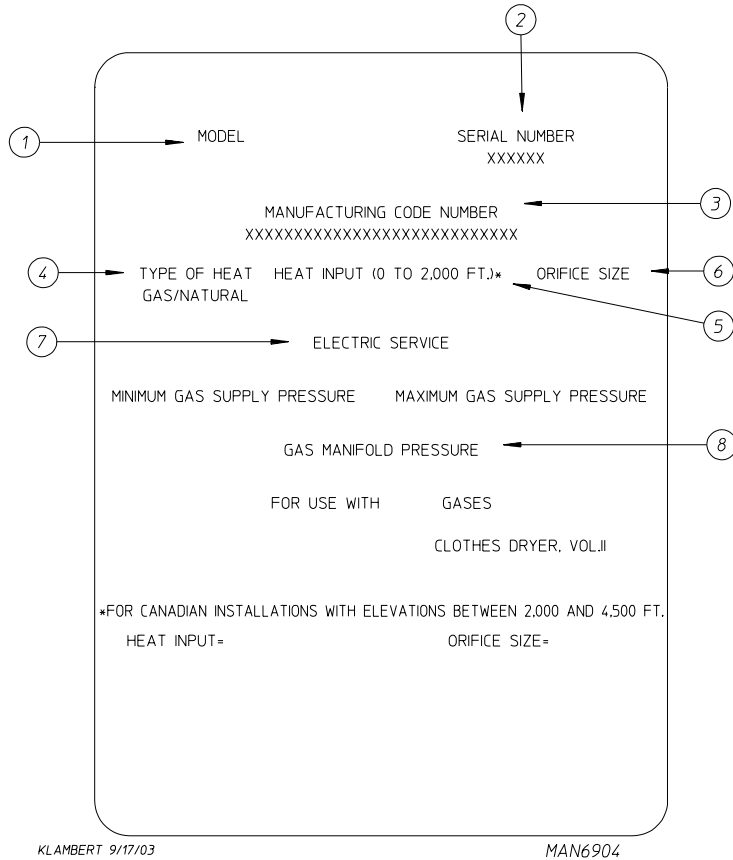 2
1 MODEL SERIAL NUMBER
XXXXXX
MANUFACTURING CODE NUMBER 3
XXXXXXXXXXXXXXXXXXXXXXXXXXXX
4 TYPE OF HEAT HEAT INPUT (0 TO 2,000 FT.)* ORIFICE SIZE 6
GAS/NATURAL
5
7 ELECTRIC SERVICE
MINIMUM GAS SUPPLY PRESSURE MAXIMUM GAS SUPPLY PRESSURE
GAS MANIFOLD PRESSURE 8
FOR USE WITH GASES
CLOTHES DRYER, VOL.II
*FOR CANADIAN INSTALLATIONS WITH ELEVATIONS BETWEEN 2,000 AND 4,500 FT.
HEAT INPUT= ORIFICE SIZE=
KLAMBERT 9/17/03 MAN6904